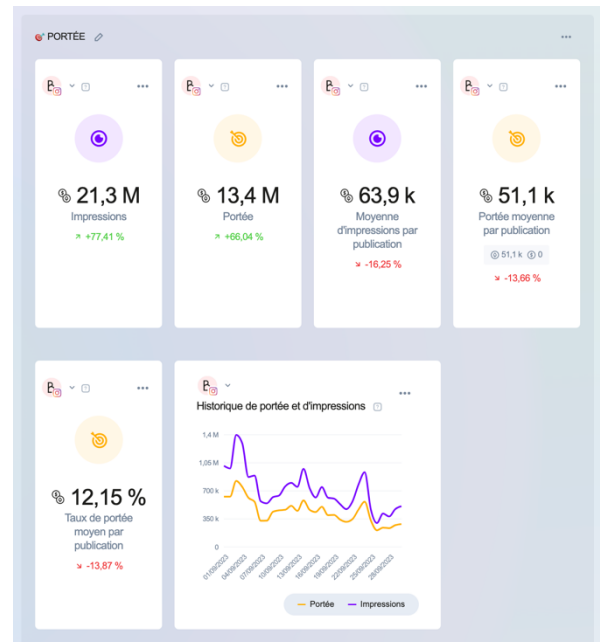 PORTÉE
B
B
B
B
21,3 M
Impressions
+77,41 %
13,4 M
Portée
+66,04 %
63,9 k
Moyenne
d'impressions par
publication
-16,25 %
51,1 k
Portée moyenne
par publication
51,1 k 0
-13,66 %
B
12,15 %
Taux de portée
moyen par
publication
-13,87 %
B
Historique de portée et d'impressions
1,4 M
1,05 M
700 k
350 k
0
01/09/2023
04/09/2023
07/09/2023
10/09/2023
13/09/2023
16/09/2023
19/09/2023
22/09/2023
25/09/2023
28/09/2023
Portée Impressions